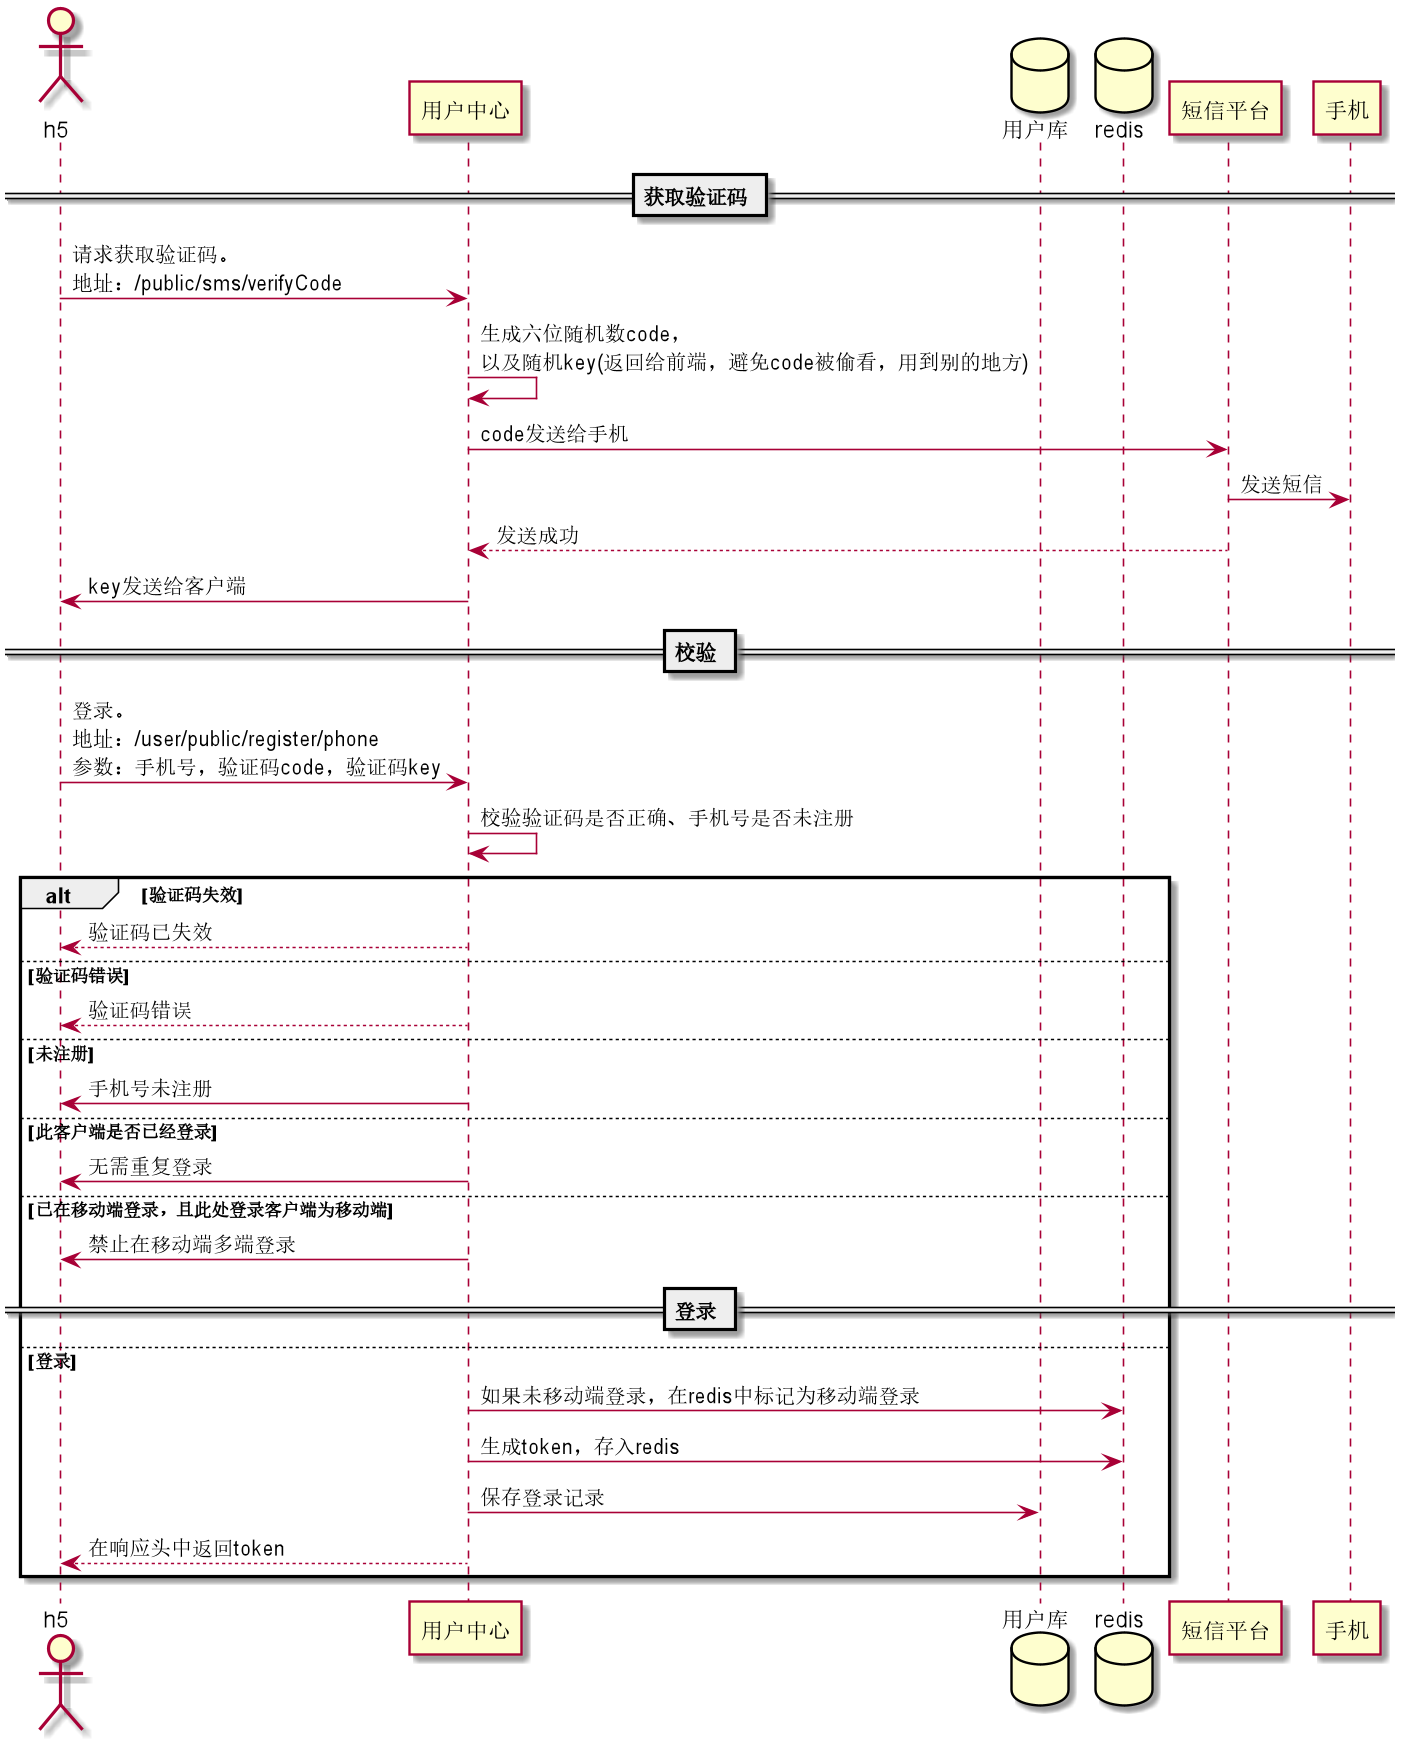 h5
用户中心
用户库
redis
短信平台
手机
获取验证码
请求获取验证码。
地址：/public/sms/verifyCode
生成六位随机数code，
以及随机key(返回给前端，避免code被偷看，用到别的地方)
code发送给手机
发送短信
发送成功
key发送给客户端
校验
登录。
地址：/user/public/register/phone
参数：手机号，验证码code，验证码key
校验验证码是否正确、手机号是否未注册
alt
[验证码失效]
验证码已失效
[验证码错误]
验证码错误
[未注册]
手机号未注册
[此客户端是否已经登录]
无需重复登录
[已在移动端登录，且此处登录客户端为移动端]
禁止在移动端多端登录
登录
[登录]
如果未移动端登录，在redis中标记为移动端登录
生成token，存入redis
保存登录记录
在响应头中返回token
h5
用户中心
用户库
redis
短信平台
手机